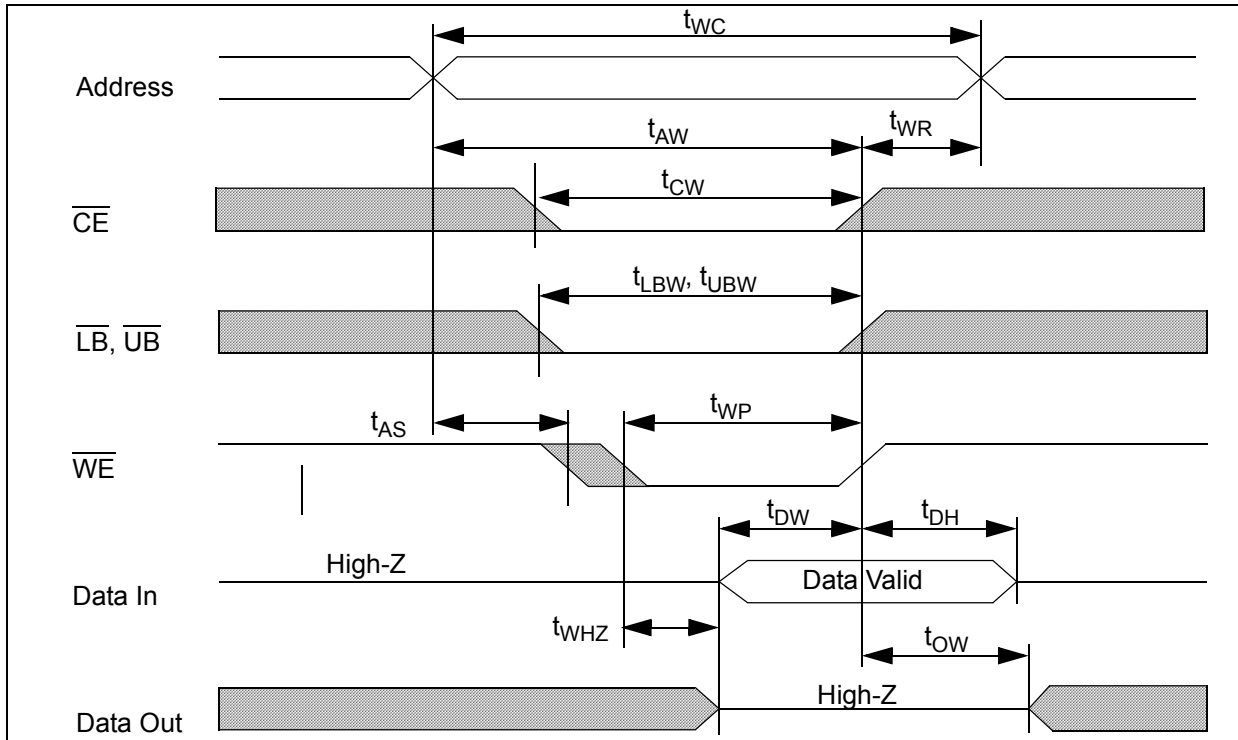 tWC
Address
tAW
tWR
tCW
CE
tLBW, tUBW
LB, UB
tAS
tWP
WE
tDW
tDH
High-Z
Data In
Data Valid
tWHZ
tOW
High-Z
Data Out